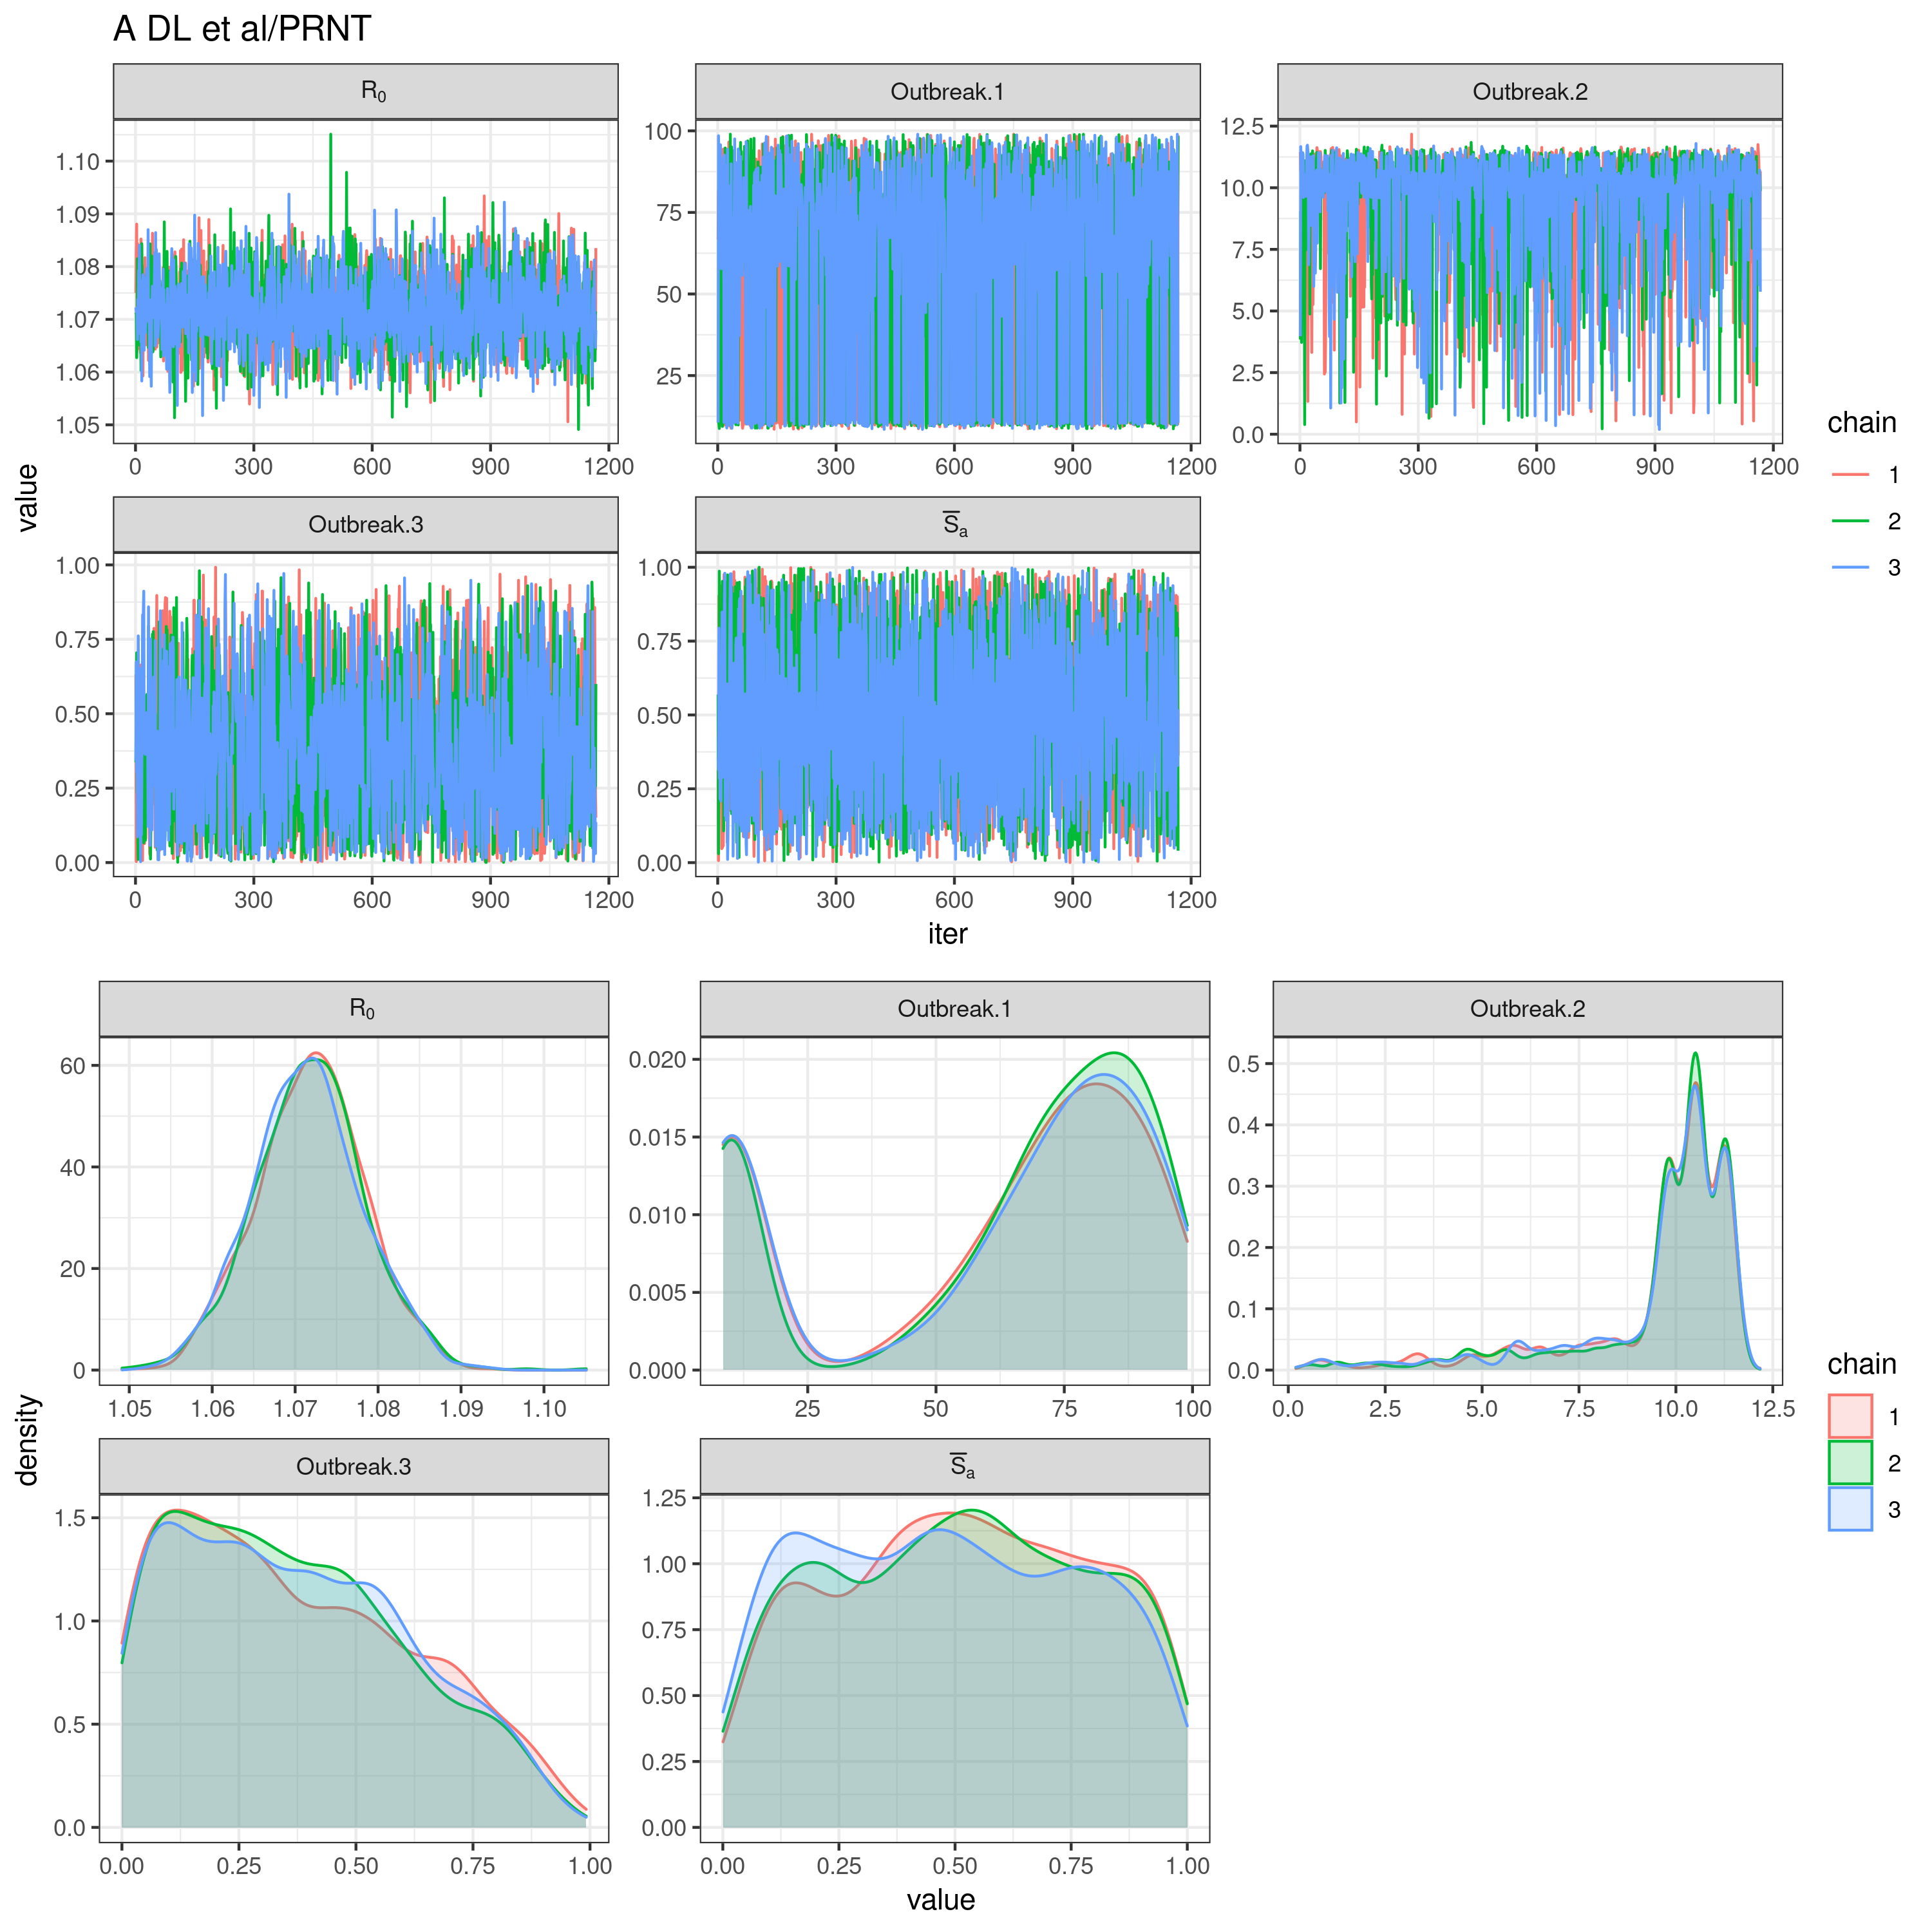 A DL et al/PRNT
R₀
Outbreak.1
Outbreak.2
1.10
1.09
1.08
1.07
1.06
1.05
100
75
50
25
12.5
10.0
7.5
5.0
2.5
0.0
0 300 600 900 1200
0 300 600 900 1200
0 300 600 900 1200
value
Outbreak.3
S̅ₐ
1.00
0.75
0.50
0.25
0.00
1.00
0.75
0.50
0.25
0.00
0 300 600 900 1200
0 300 600 900 1200
iter
chain
1
2
3
R₀
Outbreak.1
Outbreak.2
60
40
20
0
0.020
0.015
0.010
0.005
0.000
0.5
0.4
0.3
0.2
0.1
0.0
1.05 1.06 1.07 1.08 1.09 1.10
25 50 75 100
0.0 2.5 5.0 7.5 10.0 12.5
density
Outbreak.3
S̅ₐ
1.5
1.0
0.5
0.0
1.25
1.00
0.75
0.50
0.25
0.00
0.00 0.25 0.50 0.75 1.00
0.00 0.25 0.50 0.75 1.00
value
chain
1
2
3